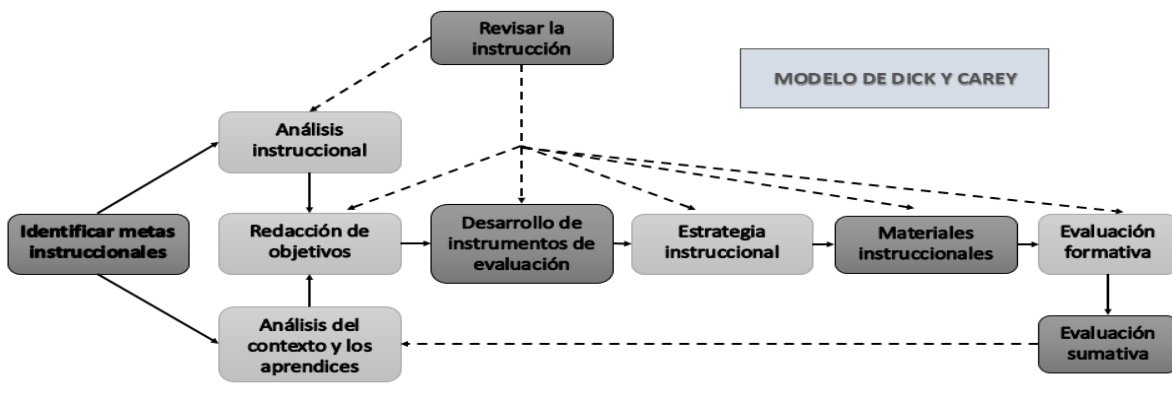 Revisar la
instrucción
MODELO DE DICK Y CAREY
Análisis
instruccional
Identificar metas
instruccionales
Redacción de
objetivos
Desarrollo de
instrumentos de
evaluación
Estrategia
instruccional
Materiales
instruccionales
Evaluación
formativa
Análisis del
contexto y los
aprendices
Evaluación
sumativa